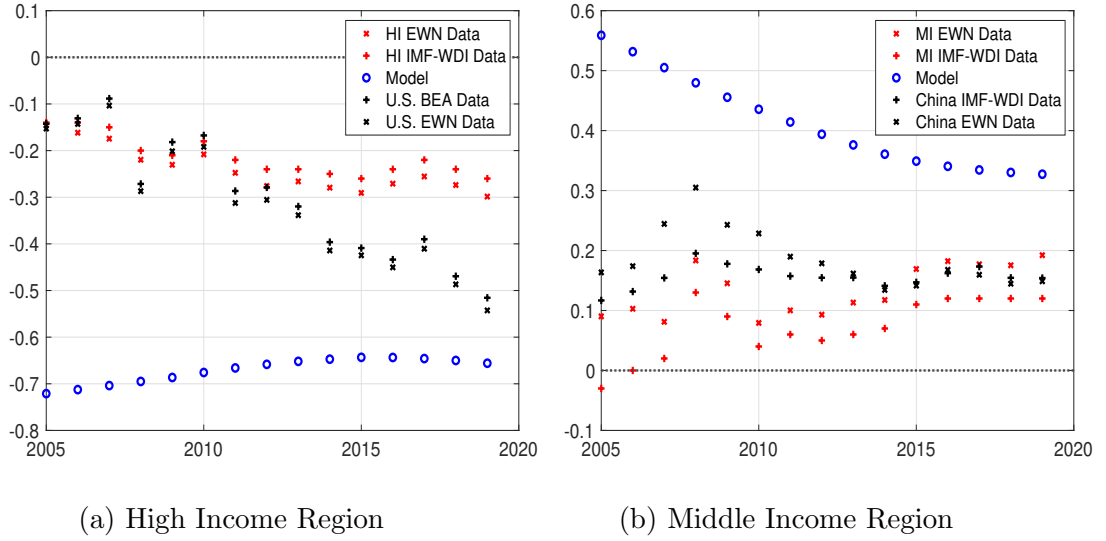 0.1
0
-0.1
-0.2
-0.3
-0.4
-0.5
-0.6
-0.7
-0.8
2005
2010
2015
2020
HI EWN Data
HI IMF-WDI Data
Model
U.S. BEA Data
U.S. EWN Data
(a) High Income Region
0.6
0.5
0.4
0.3
0.2
0.1
0
-0.1
2005
2010
2015
2020
MI EWN Data
MI IMF-WDI Data
Model
China IMF-WDI Data
China EWN Data
(b) Middle Income Region